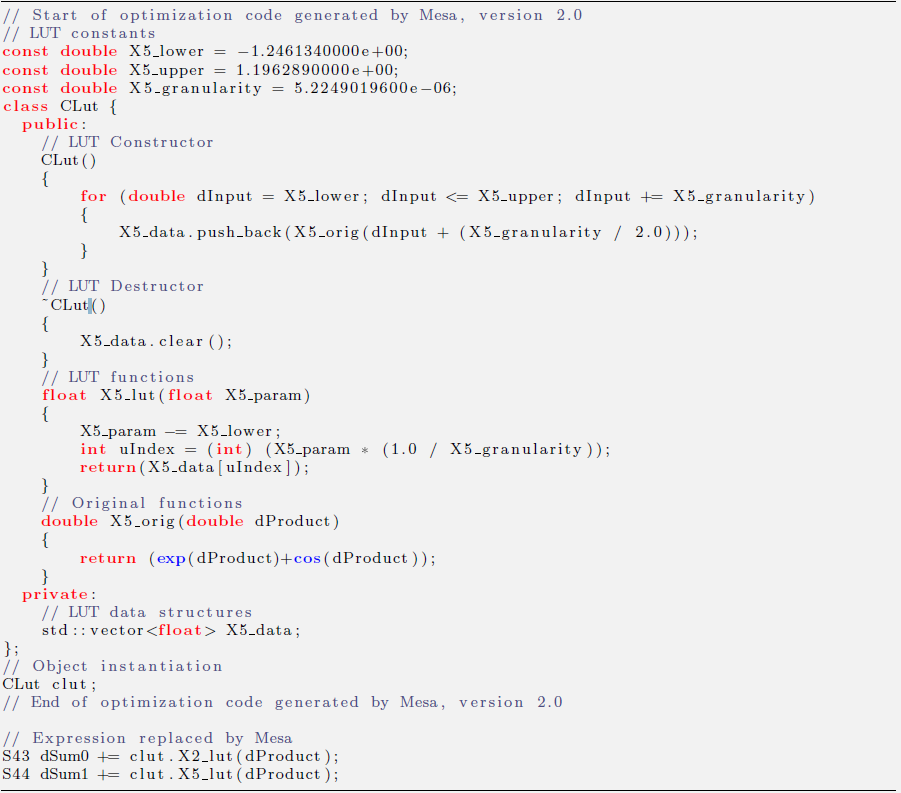 // Start of optimization code generated by Mesa, version 2.0
// LUT constants
const double X5_lower = -1.2461340000e+00;
const double X5_upper = 1.1962890000e+00;
const double X5_granularity = 5.2249019600e-06;
class CLut {
public:
// LUT Constructor
CLut()
{
for (double dInput = X5_lower; dInput <= X5_upper; dInput += X5_granularity)
{
X5_data.push_back(X5_orig(dInput + (X5_granularity / 2.0)));
}
}
// LUT Destructor
~CLut()
{
X5_data.clear();
}
// LUT functions
float X5_lut(float X5_param)
{
X5_param -= X5_lower;
int uIndex = (int) (X5_param * (1.0 / X5_granularity));
return(X5_data[uIndex]);
}
// Original functions
double X5_orig(double dProduct)
{
return (exp(dProduct)+cos(dProduct));
}
private:
// LUT data structures
std::vector<float> X5_data;
};
// Object instantiation
CLut clut;
// End of optimization code generated by Mesa, version 2.0
// Expression replaced by Mesa
S43 dSum0 += clut.X2_lut(dProduct);
S44 dSum1 += clut.X5_lut(dProduct);